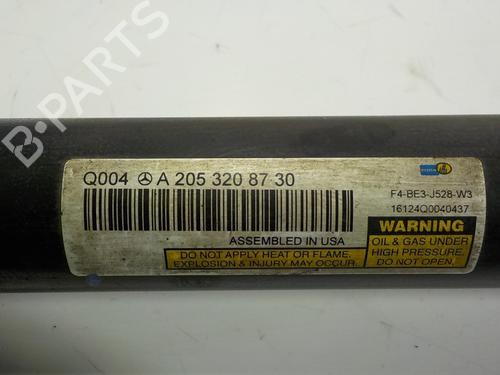 B-PARTS
Q004 A 205 320 87 30
F4-BE3-J528-W3
16124Q0040437
ASSEMBLED IN USA
DO NOT APPLY HEAT OR FLAME.
EXPLOSION & INJURY MAY OCCUR.
WARNING
OIL & GAS UNDER
HIGH PRESSURE.
DO NOT OPEN.